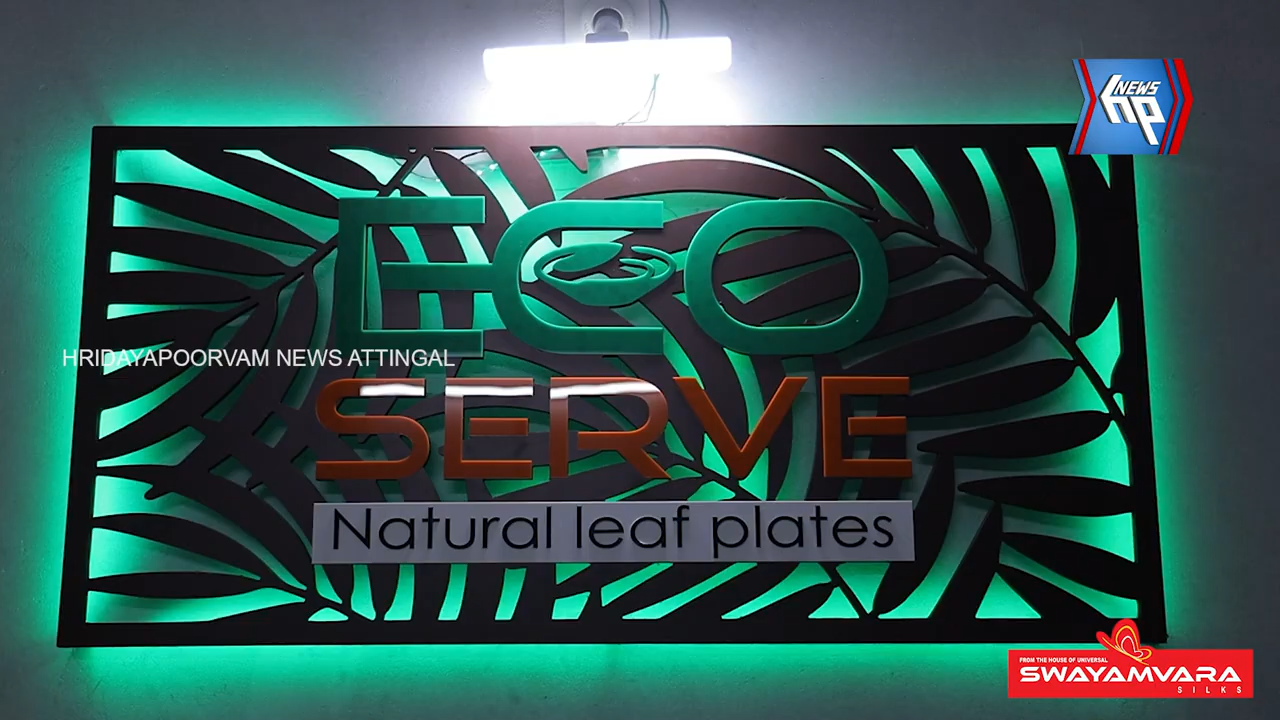 NEWS
hp
ECO
HRIDAYAPOORVAM NEWS ATTINGAL
SERVE
Natural leaf plates
FROM THE HOUSE OF UNIVERSAL
SWAYAMVARA
SILKS